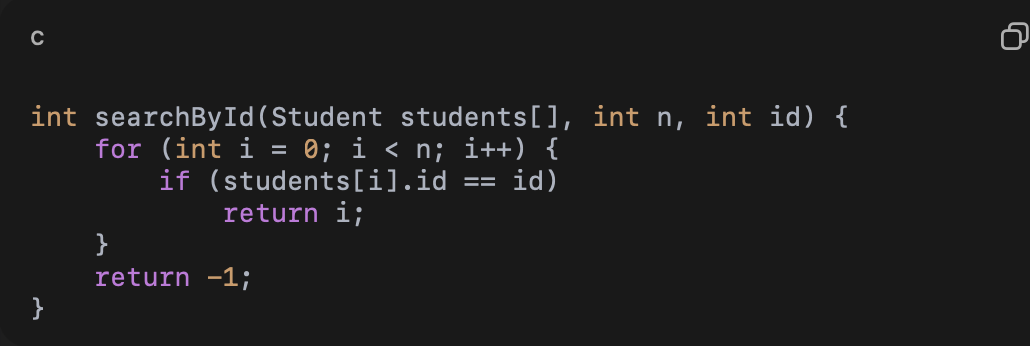 c
int searchById(Student students[], int n, int id) {
    for (int i = 0; i < n; i++) {
        if (students[i].id == id)
            return i;
    }
    return -1;
}